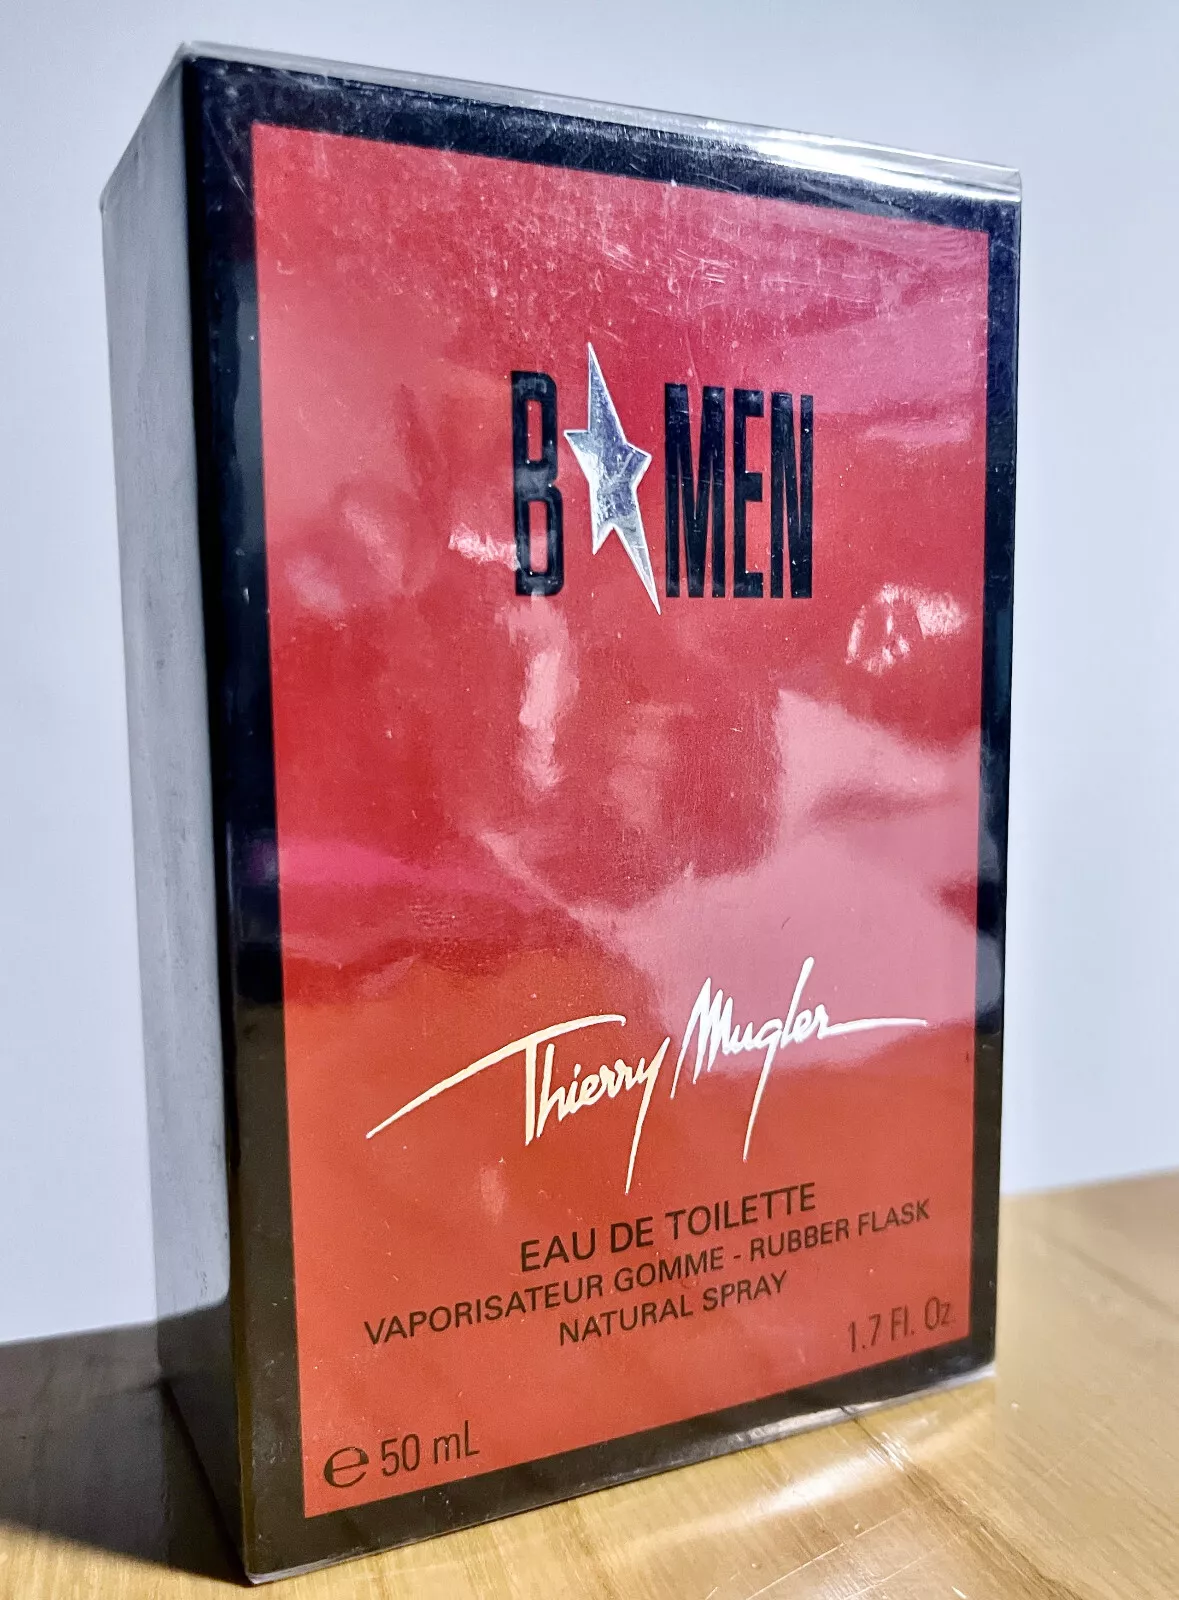 B★MEN
Thierry Mugler
EAU DE TOILETTE
VAPORISATEUR GOMME - RUBBER FLASK
NATURAL SPRAY
1.7 Fl. Oz.
℮ 50 mL